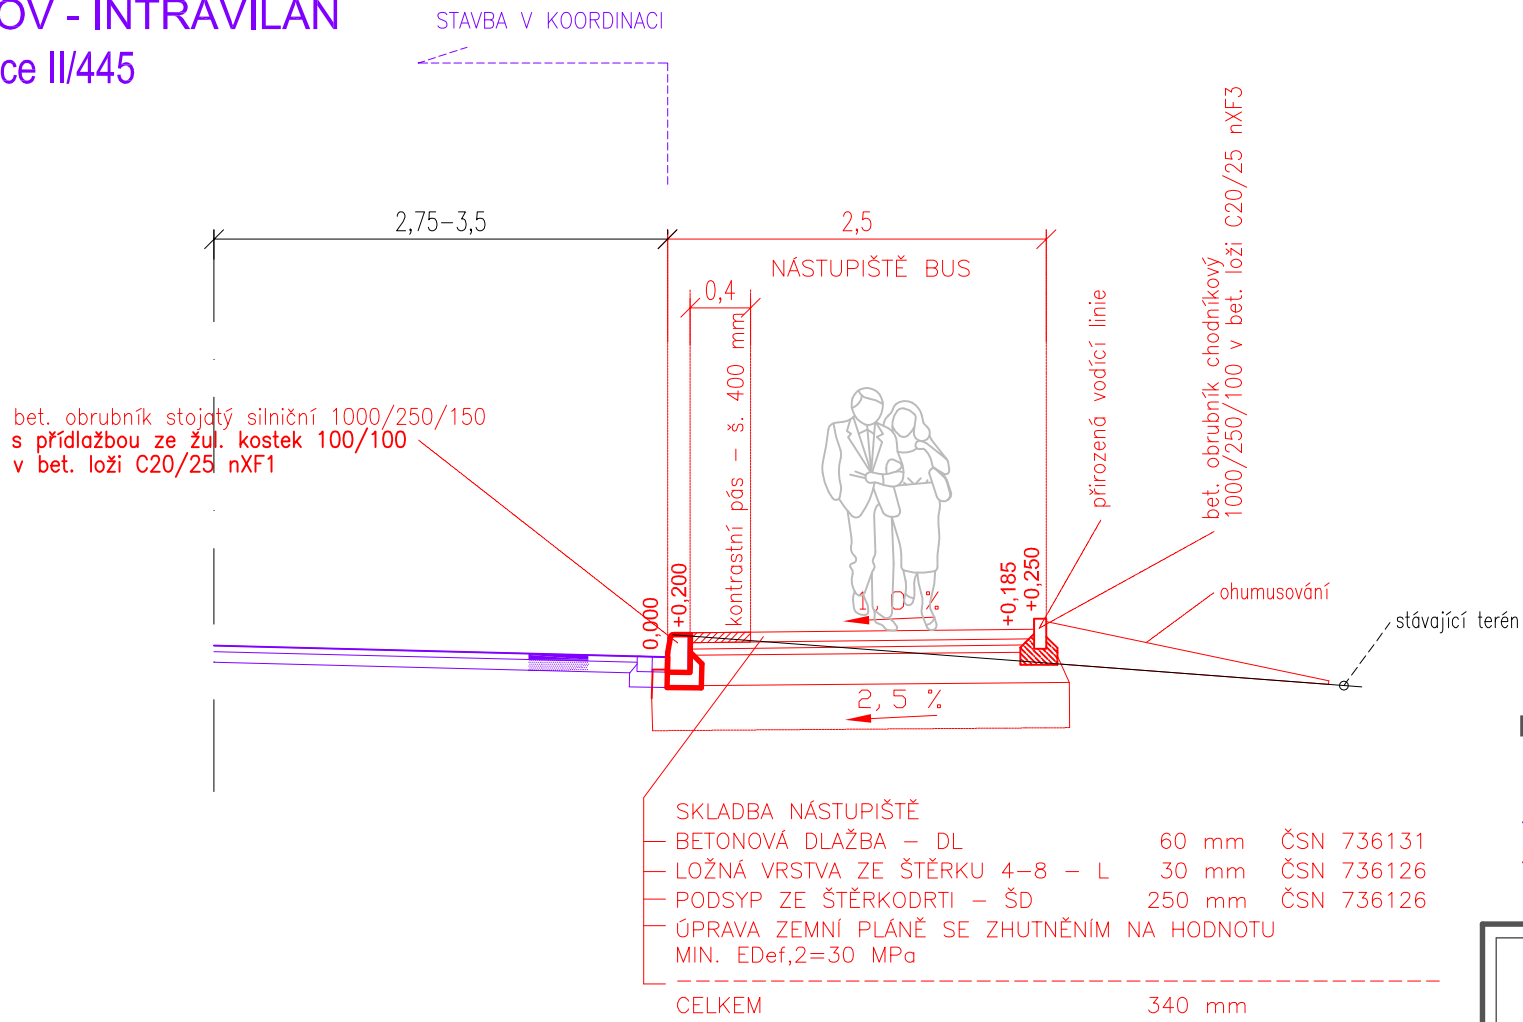 OV - INTRAVILÁN
ce II/445
STAVBA V KOORDINACI
2,75-3,5
2,5
NÁSTUPIŠTĚ BUS
0,4
kontrastní pás – š. 400 mm
přirozená vodící linie
bet. obrubník chodníkový
1000/250/100 v bet. loži C20/25 nXF3
bet. obrubník stojatý silniční 1000/250/150
s přídlažbou ze žul. kostek 100/100
v bet. loži C20/25 nXF1
0,000
+0,200
+0,185
+0,250
1,0 %
ohumusování
stávající terén
2,5 %
SKLADBA NÁSTUPIŠTĚ
BETONOVÁ DLAŽBA – DL 60 mm ČSN 736131
LOŽNÁ VRSTVA ZE ŠTĚRKU 4-8 – L 30 mm ČSN 736126
PODSYP ZE ŠTĚRKODRTI – ŠD 250 mm ČSN 736126
ÚPRAVA ZEMNÍ PLÁNĚ SE ZHUTNĚNÍM NA HODNOTU
MIN. EDef,2=30 MPa
CELKEM 340 mm